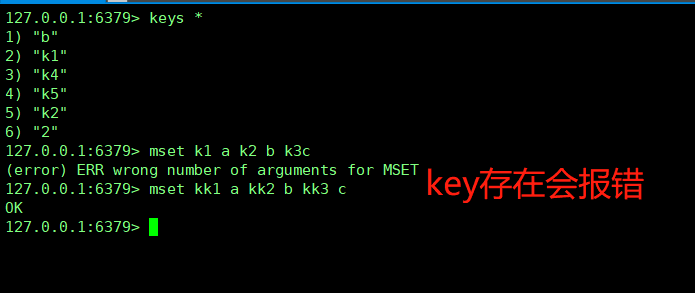 127.0.0.1:6379> keys *
1) "b"
2) "k1"
3) "k4"
4) "k5"
5) "k2"
6) "2"
127.0.0.1:6379> mset k1 a k2 b k3c
(error) ERR wrong number of arguments for MSET
127.0.0.1:6379> mset kk1 a kk2 b kk3 c
key存在会报错
OK
127.0.0.1:6379>